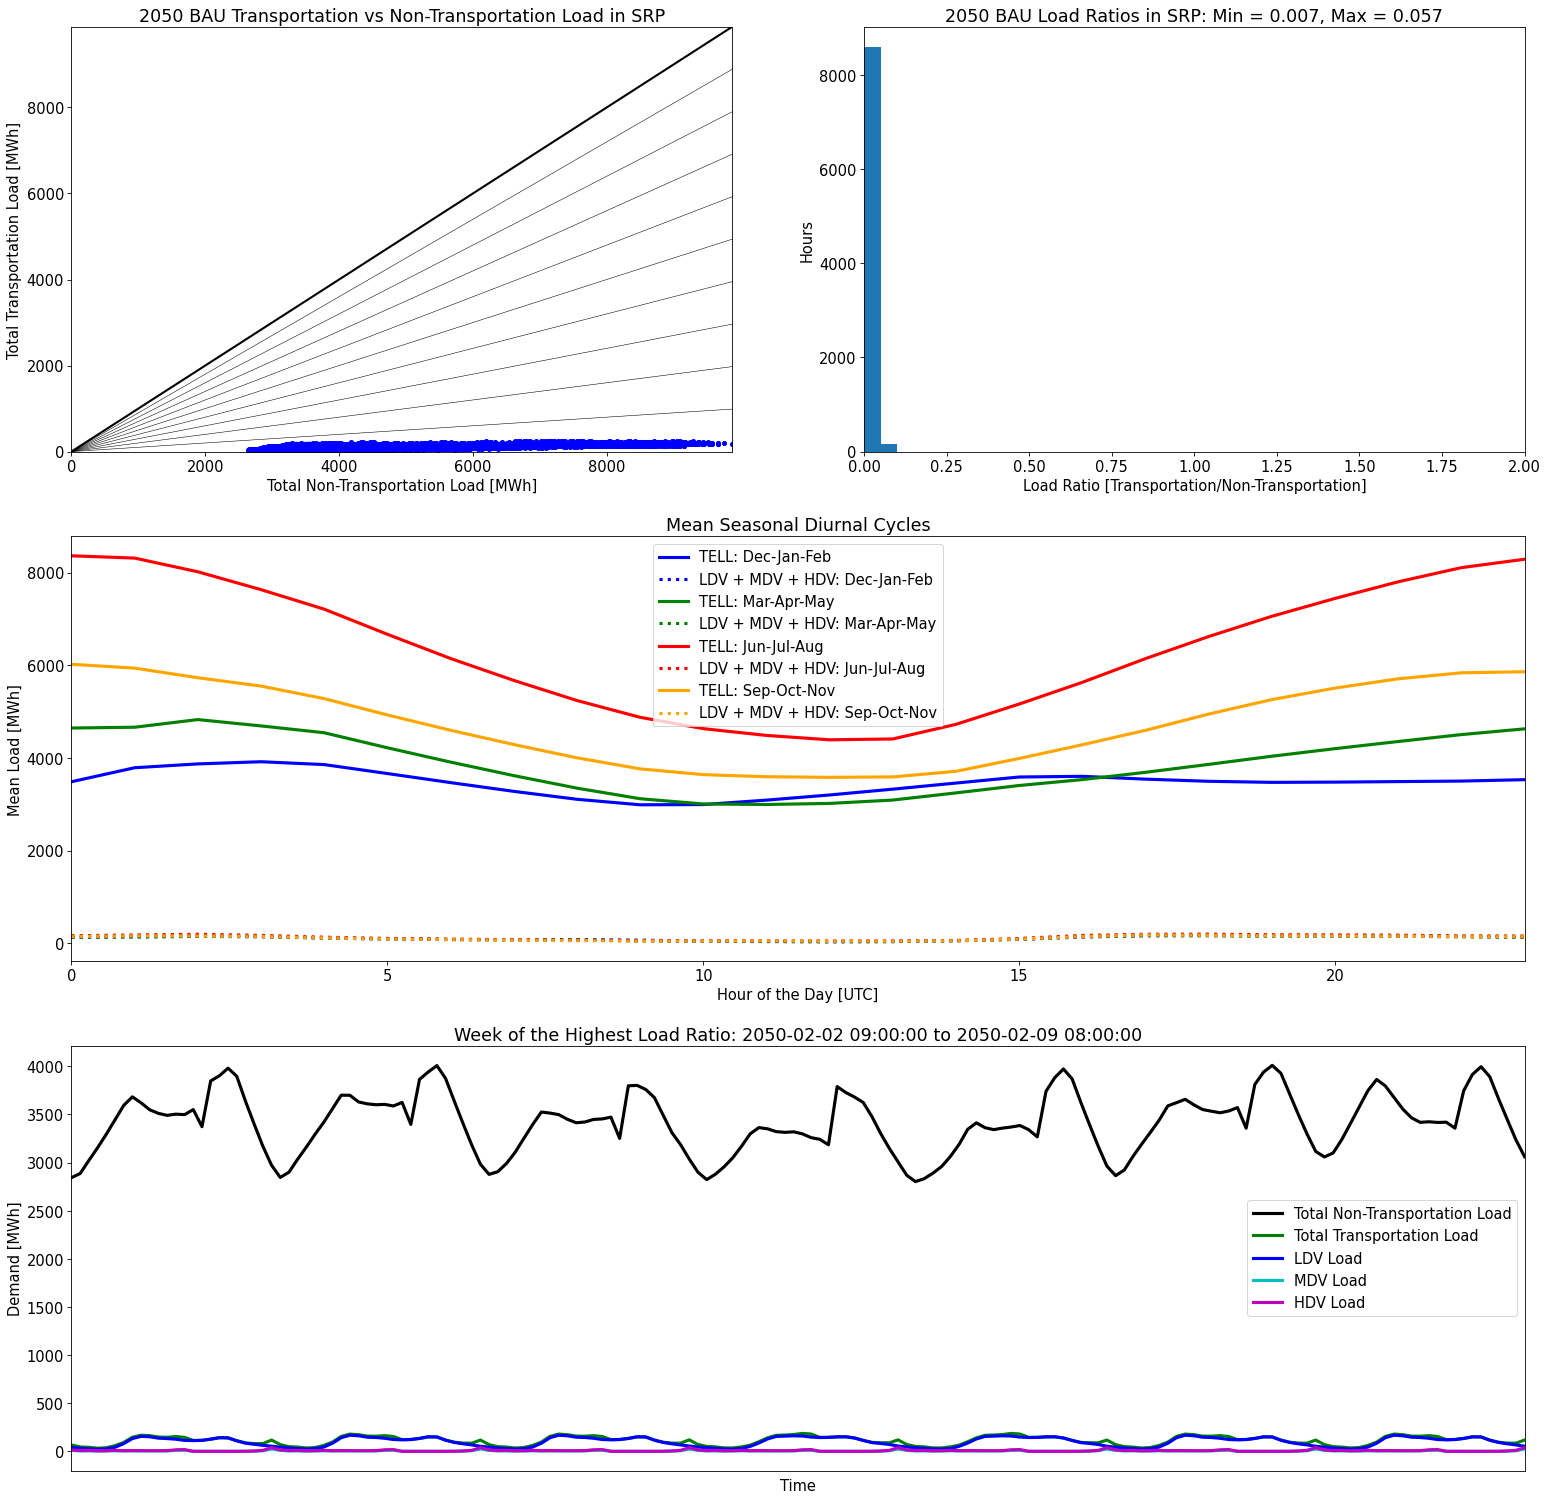 2050 BAU Transportation vs Non-Transportation Load in SRP
Total Transportation Load [MWh]
8000
6000
4000
2000
0
0 2000 4000 6000 8000
Total Non-Transportation Load [MWh]
2050 BAU Load Ratios in SRP: Min = 0.007, Max = 0.057
Hours
8000
6000
4000
2000
0
0.00 0.25 0.50 0.75 1.00 1.25 1.50 1.75 2.00
Load Ratio [Transportation/Non-Transportation]
Mean Seasonal Diurnal Cycles
Mean Load [MWh]
8000
6000
4000
2000
0
TELL: Dec-Jan-Feb
LDV + MDV + HDV: Dec-Jan-Feb
TELL: Mar-Apr-May
LDV + MDV + HDV: Mar-Apr-May
TELL: Jun-Jul-Aug
LDV + MDV + HDV: Jun-Jul-Aug
TELL: Sep-Oct-Nov
LDV + MDV + HDV: Sep-Oct-Nov
0 5 10 15 20
Hour of the Day [UTC]
Week of the Highest Load Ratio: 2050-02-02 09:00:00 to 2050-02-09 08:00:00
Demand [MWh]
4000
3500
3000
2500
2000
1500
1000
500
0
Total Non-Transportation Load
Total Transportation Load
LDV Load
MDV Load
HDV Load
Time